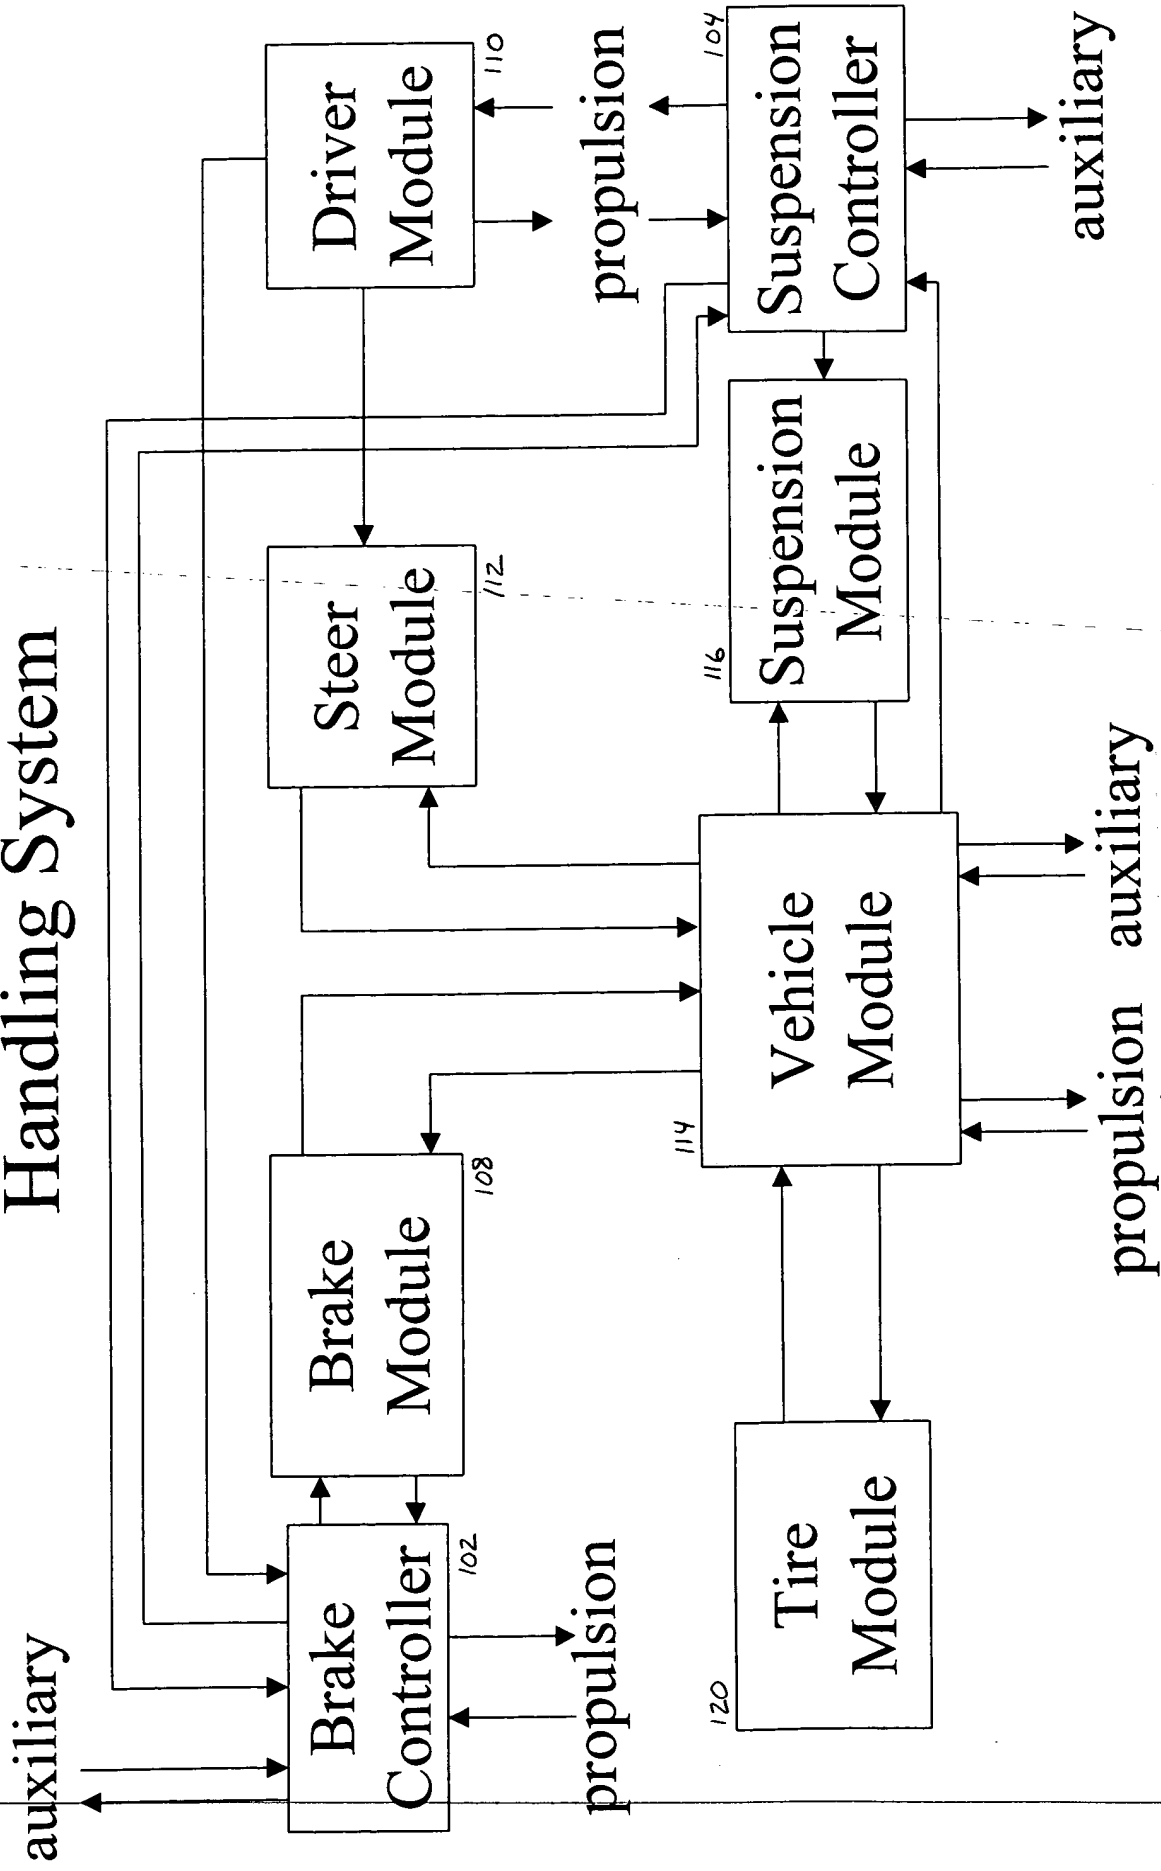 Handling System
auxiliary
Brake
Controller
102
Brake
Module
108
Steer
Module
112
Driver
Module
110
propulsion
propulsion
120
Tire
Module
114
Vehicle
Module
116
Suspension
Module
104
Suspension
Controller
propulsion
auxiliary
auxiliary